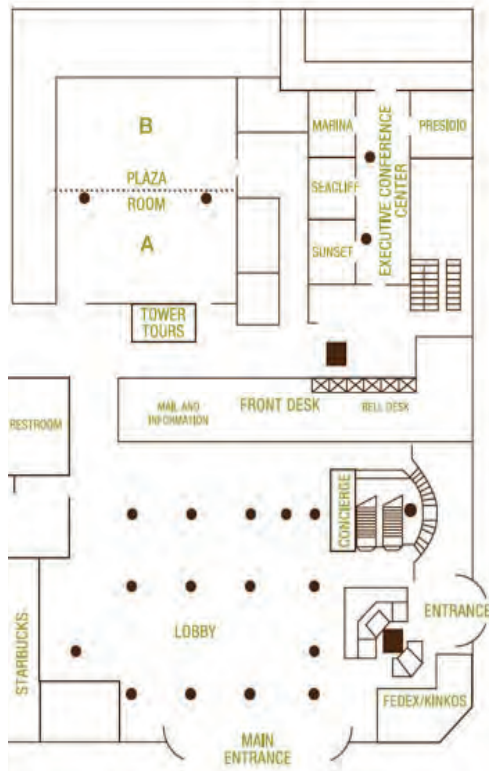 B
PLAZA
ROOM
A
MARINA
SEACLIFF
SUNSET
EXECUTIVE CONFERENCE
CENTER
PRESIDIO
TOWER
TOURS
RESTROOM
MAIL AND
INFORMATION
FRONT DESK
BELL DESK
CONCIERGE
STARBUCKS
LOBBY
ENTRANCE
FEDEX/KINKOS
MAIN
ENTRANCE